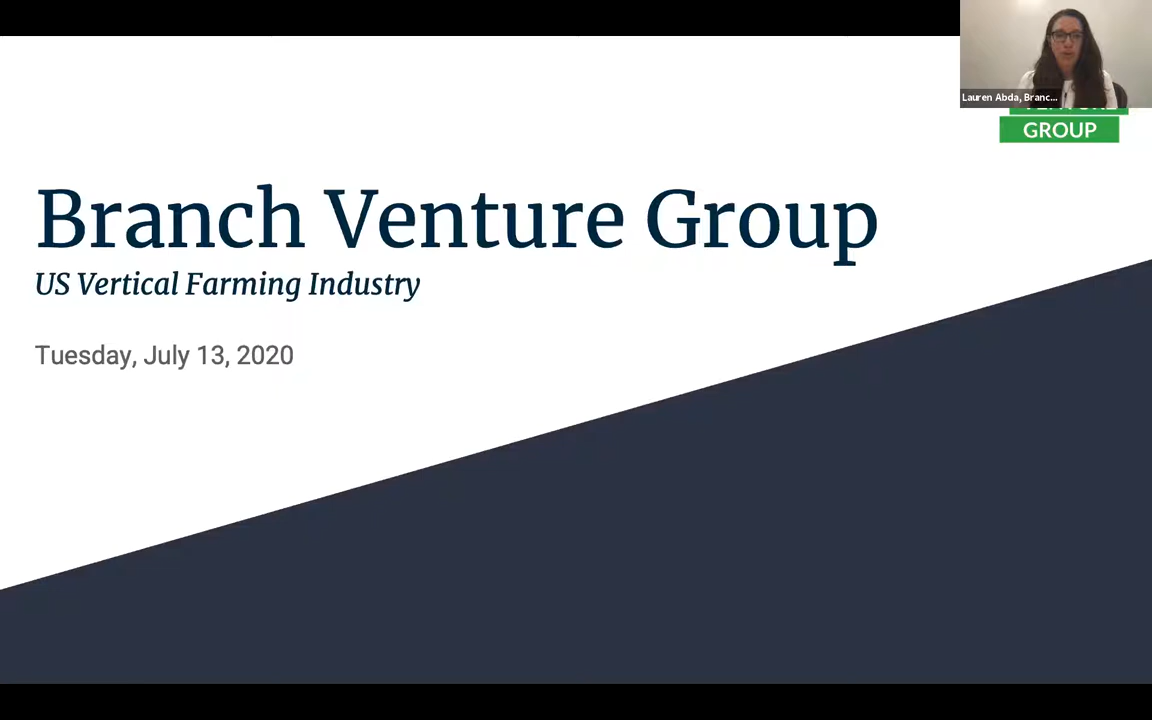 Lauren Abda, Branc...
GROUP
Branch Venture Group
US Vertical Farming Industry
Tuesday, July 13, 2020